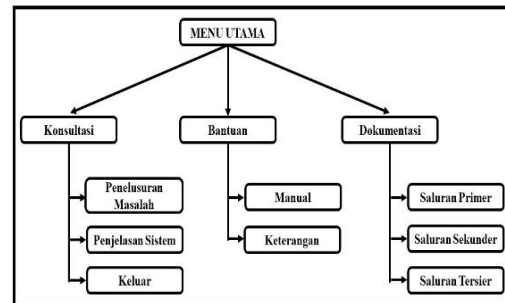 MENU UTAMA
Konsultasi
Bantuan
Dokumentasi
Penelusuran
Masalah
Penjelasan Sistem
Keluar
Manual
Keterangan
Saluran Primer
Saluran Sekunder
Saluran Tersier